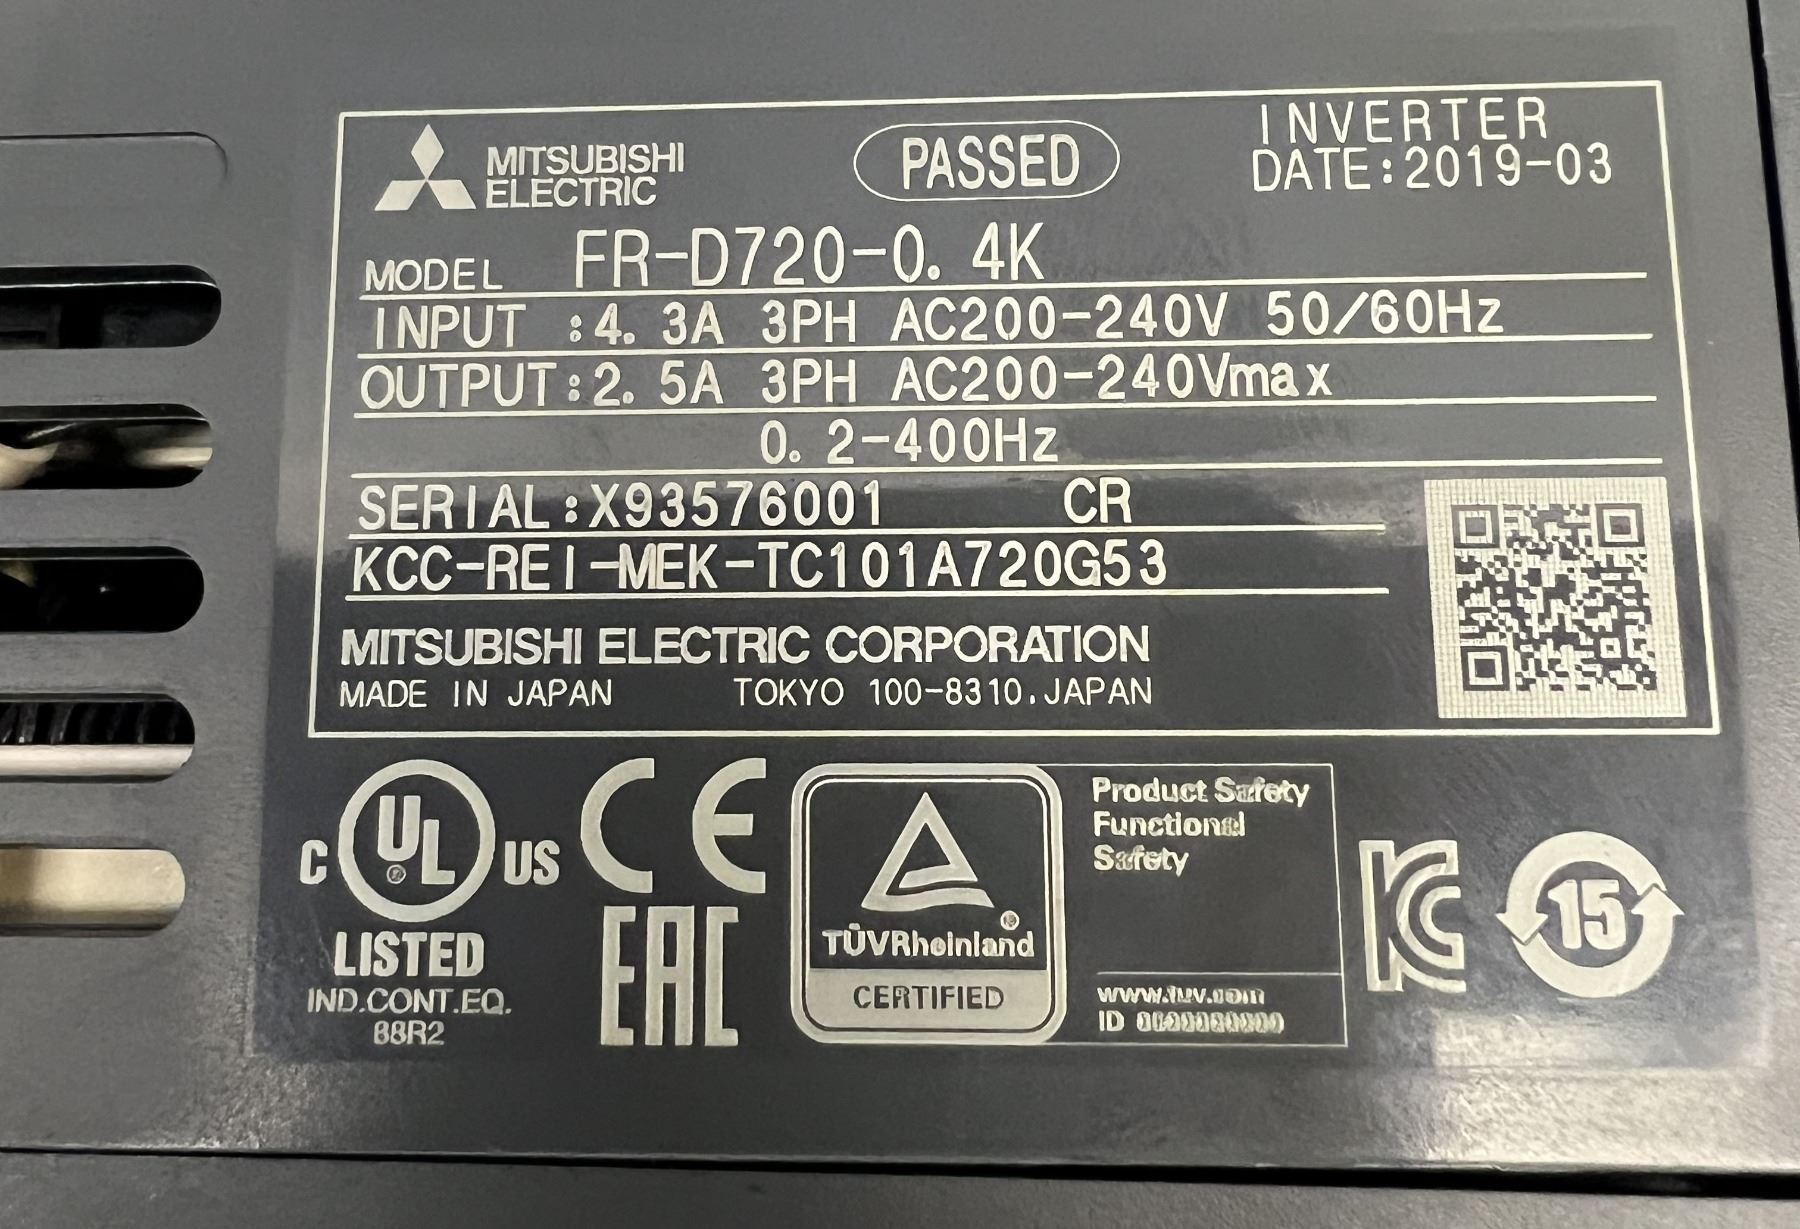 MITSUBISHI
ELECTRIC
PASSED
INVERTER
DATE:2019-03
MODEL FR-D720-0.4K
INPUT :4.3A 3PH AC200-240V 50/60Hz
OUTPUT:2.5A 3PH AC200-240Vmax
0.2-400Hz
SERIAL:X93576001 CR
KCC-REI-MEK-TC101A720G53
MITSUBISHI ELECTRIC CORPORATION
MADE IN JAPAN TOKYO 100-8310,JAPAN
C UL US
®
LISTED
IND.CONT.EQ.
CE
EAC
®
TÜVRheinland
CERTIFIED
Product Safety
Functional
Safety
www.tuv.com
ID
KC
15